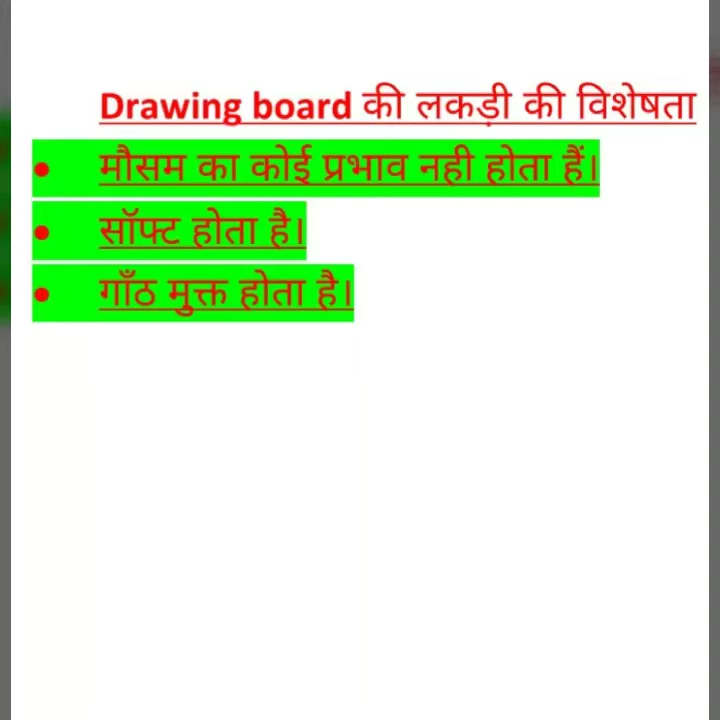 Drawing board की लकड़ी की विशेषता
• मौसम का कोई प्रभाव नही होता हैं।
• सॉफ्ट होता है।
• गाँठ मुक्त होता है।